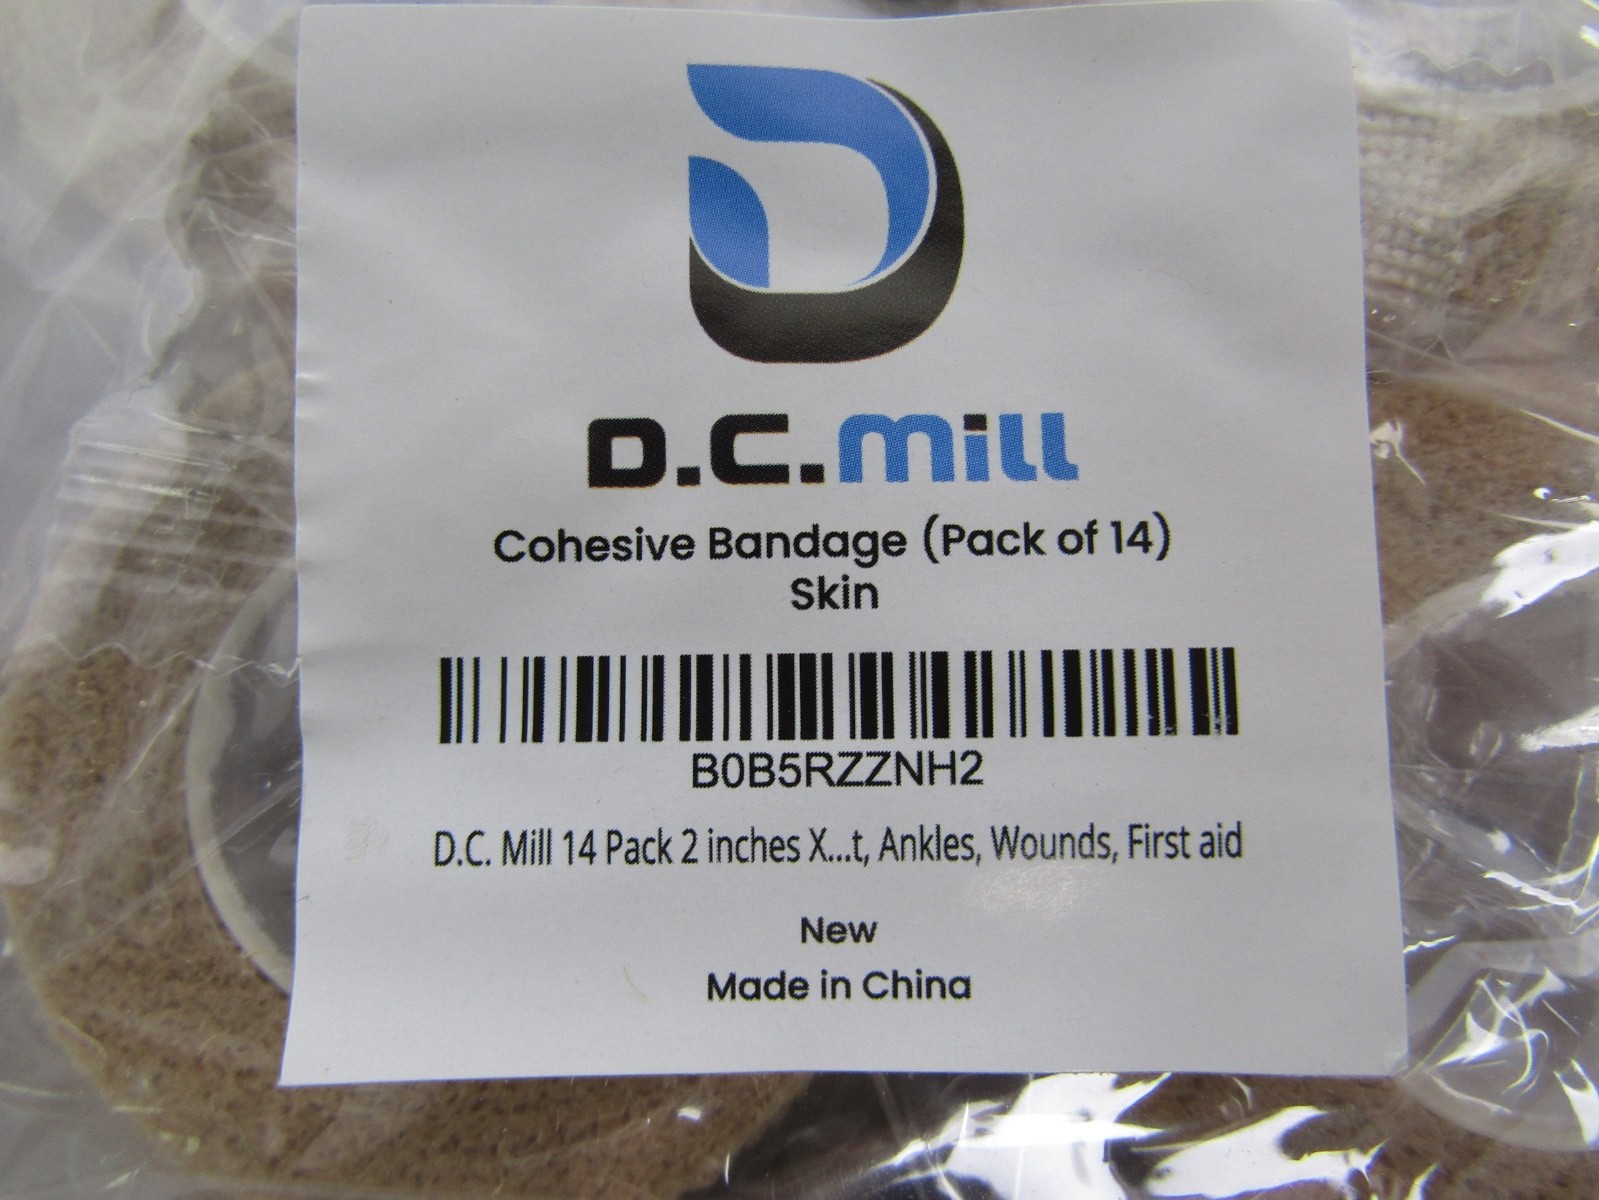 D.C.Mill
Cohesive Bandage (Pack of 14)
Skin
B0B5RZZNH2
D.C. Mill 14 Pack 2 inches X...t, Ankles, Wounds, First aid
New
Made in China